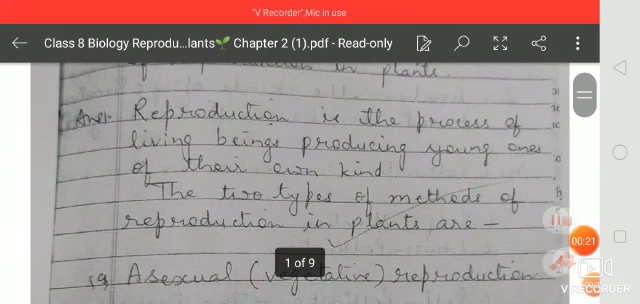 "V Recorder",Mic in use
Class 8 Biology Reprodu...lants🌱 Chapter 2 (1).pdf - Read-only
in plants.
Ans. Reproduction is the process of
living beings producing young ones
of their own kind.
The two types of methods of
reproduction in plants are -
1 of 9
Asexual (vegetative) reproduction
00:21
V RECORDER